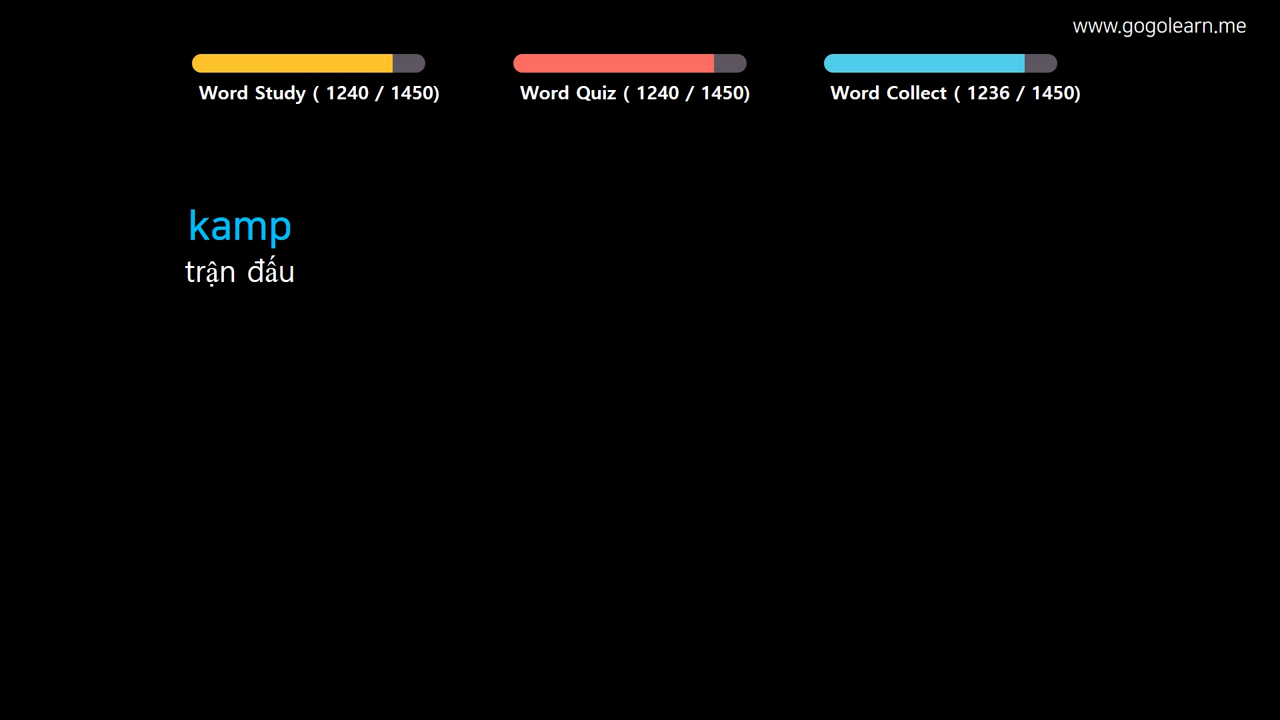 www.gogolearn.me
Word Study ( 1240 / 1450)
Word Quiz ( 1240 / 1450)
Word Collect ( 1236 / 1450)
kamp
trận đấu